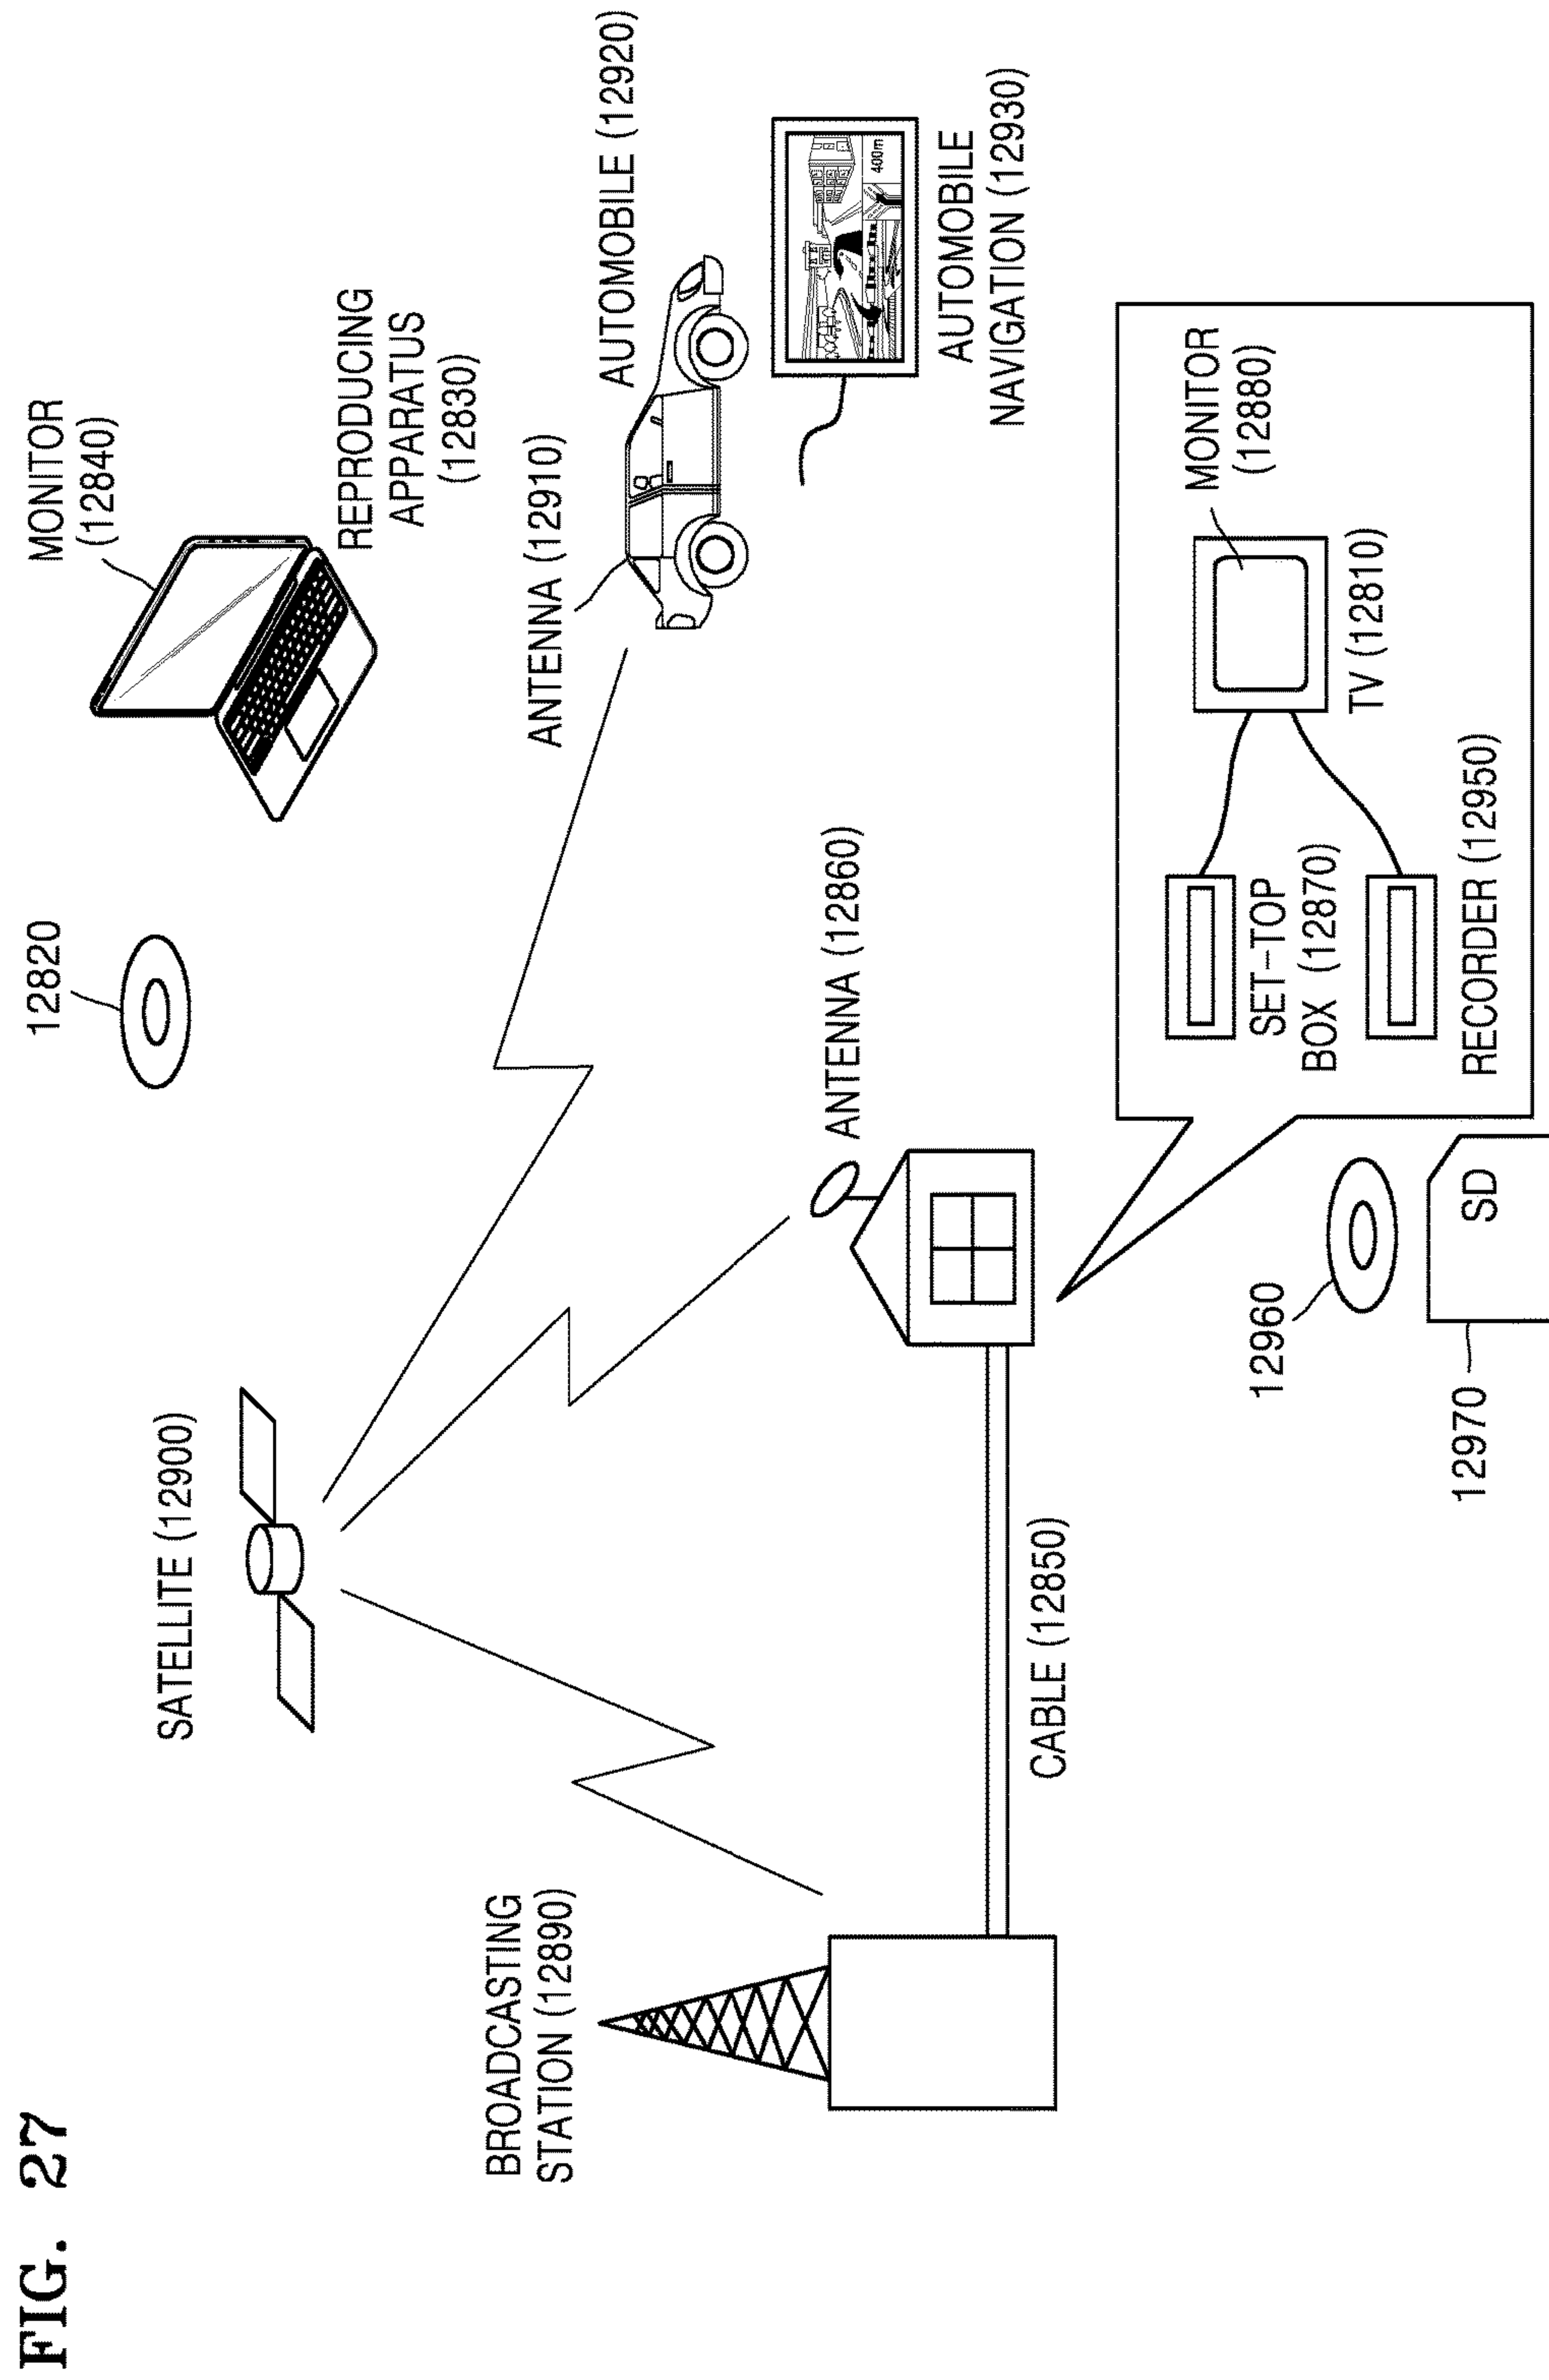 FIG. 27
SATELLITE (12900)
12820
MONITOR
(12840)
REPRODUCING
APPARATUS
(12830)
BROADCASTING
STATION (12890)
ANTENNA (12910)
AUTOMOBILE (12920)
400m
AUTOMOBILE
NAVIGATION (12930)
ANTENNA (12860)
CABLE (12850)
MONITOR
(12880)
SET-TOP
BOX (12870)
TV (12810)
RECORDER (12950)
12960
12970
SD